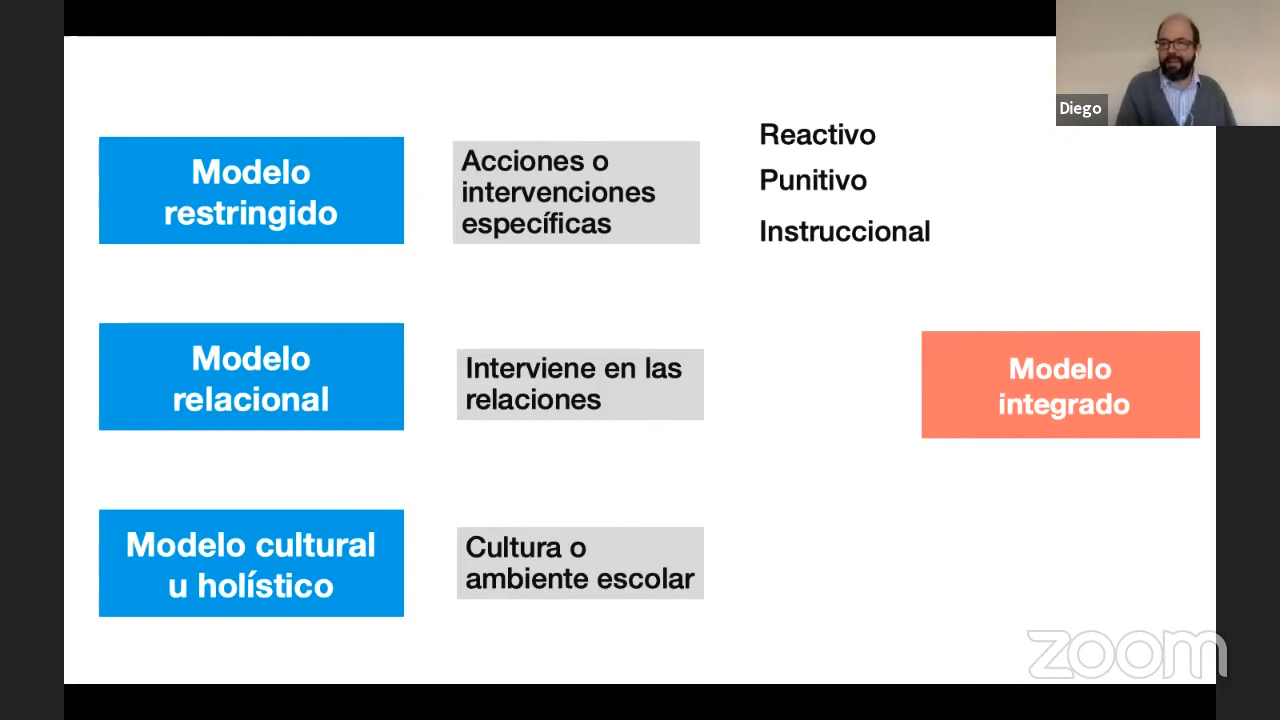 Diego
Modelo
restringido
Acciones o
intervenciones
específicas
Reactivo
Punitivo
Instruccional
Modelo
relacional
Interviene en las
relaciones
Modelo
integrado
Modelo cultural
u holístico
Cultura o
ambiente escolar
zoom